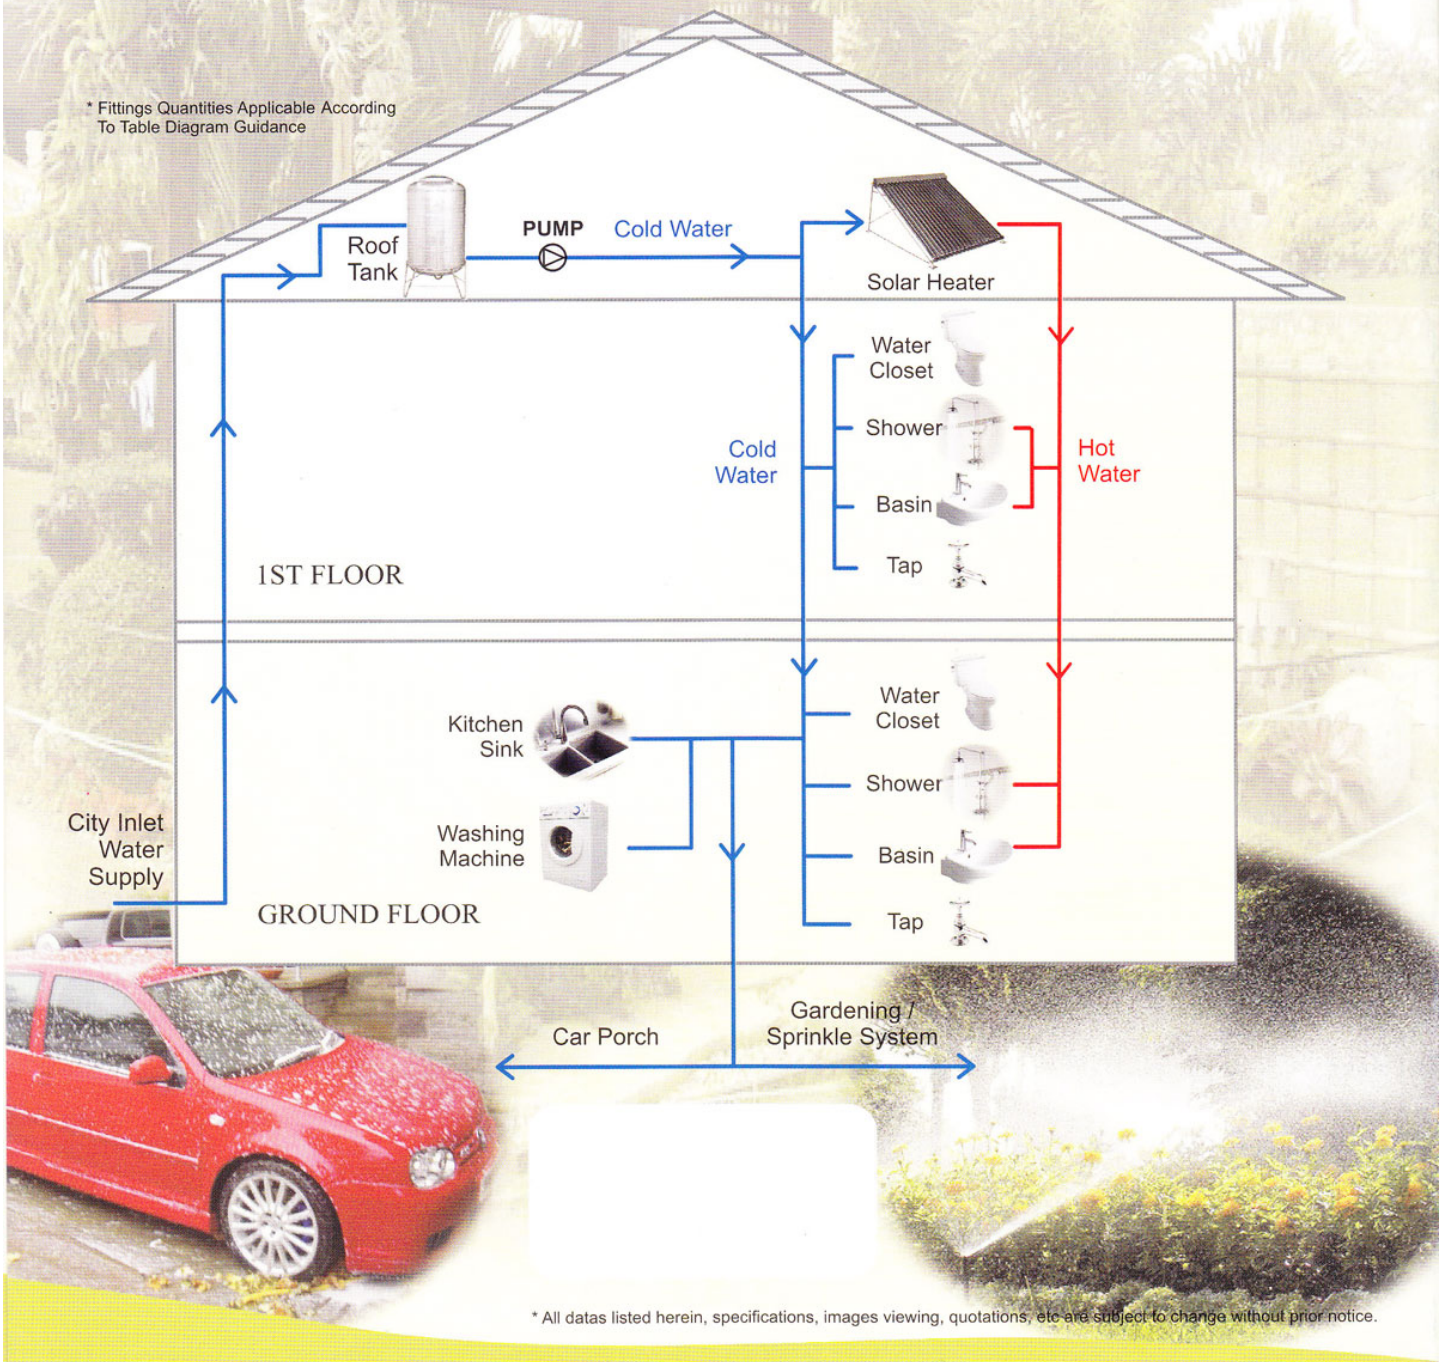 * Fittings Quantities Applicable According
To Table Diagram Guidance
Roof
Tank
PUMP
Cold Water
Solar Heater
Water
Closet
Shower
Cold
Water
Hot
Water
Basin
Tap
1ST FLOOR
Kitchen
Sink
Water
Closet
Shower
Washing
Machine
Basin
City Inlet
Water
Supply
GROUND FLOOR
Tap
Car Porch
Gardening /
Sprinkle System
* All datas listed herein, specifications, images viewing, quotations, etc are subject to change without prior notice.